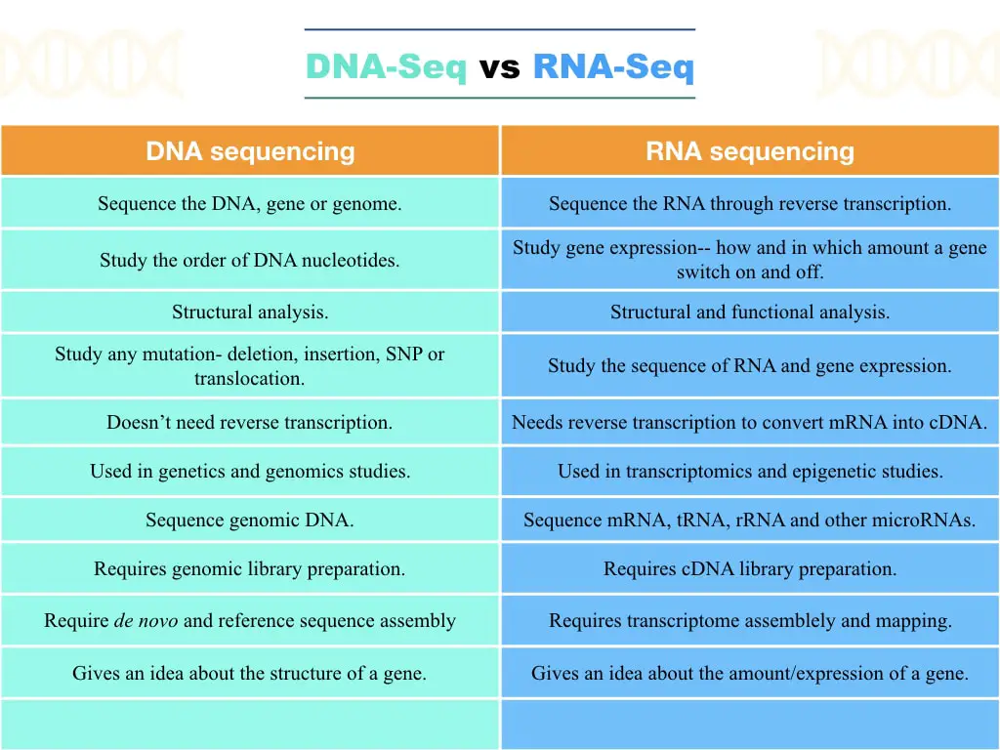 DNA-Seq vs RNA-Seq
DNA sequencing
RNA sequencing
Sequence the DNA, gene or genome.
Sequence the RNA through reverse transcription.
Study the order of DNA nucleotides.
Study gene expression-- how and in which amount a gene
switch on and off.
Structural analysis.
Structural and functional analysis.
Study any mutation- deletion, insertion, SNP or
translocation.
Study the sequence of RNA and gene expression.
Doesn’t need reverse transcription.
Needs reverse transcription to convert mRNA into cDNA.
Used in genetics and genomics studies.
Used in transcriptomics and epigenetic studies.
Sequence genomic DNA.
Sequence mRNA, tRNA, rRNA and other microRNAs.
Requires genomic library preparation.
Requires cDNA library preparation.
Require de novo and reference sequence assembly
Requires transcriptome assemblely and mapping.
Gives an idea about the structure of a gene.
Gives an idea about the amount/expression of a gene.